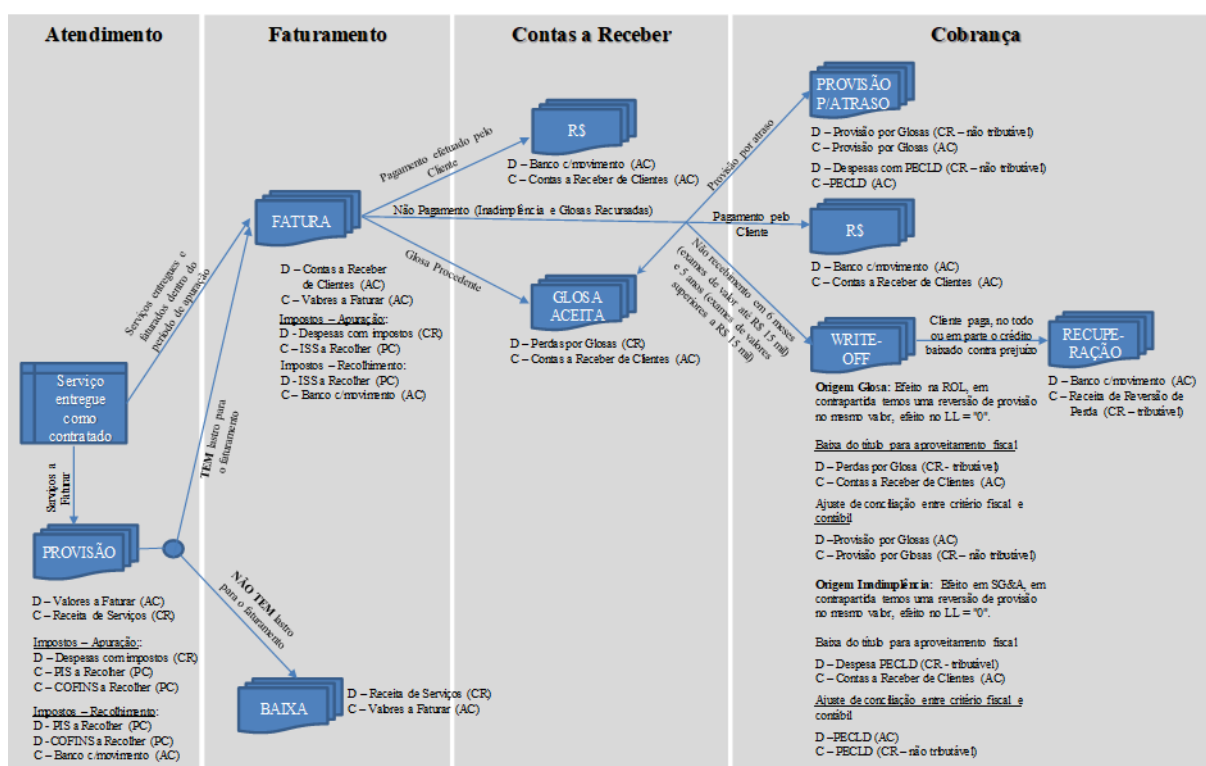 Atendimento
Faturamento
Contas a Receber
Cobrança
Serviço
entregue
como
contratado
Serviços entregues e
faturados dentro do
período de apuração
Serviços a
Faturar
PROVISÃO
D – Valores a Faturar (AC)
C – Receita de Serviços (CR)
Impostos – Apuração:
D – Despesas com impostos (CR)
C – PIS a Recolher (PC)
C – COFINS a Recolher (PC)
Impostos – Recolhimento:
D - PIS a Recolher (PC)
D - COFINS a Recolher (PC)
C – Banco c/movimento (AC)
TEM lastro para
o faturamento
NÃO TEM lastro
para o faturamento
FATURA
D – Contas a Receber
de Clientes (AC)
C – Valores a Faturar (AC)
Impostos – Apuração:
D - Despesas com impostos (CR)
C – ISS a Recolher (PC)
Impostos – Recolhimento:
D - ISS a Recolher (PC)
C – Banco c/movimento (AC)
BAIXA
D – Receita de Serviços (CR)
C – Valores a Faturar (AC)
Pagamento efetuado pelo
Cliente
Não Pagamento (Inadimplência e Glosas Recursadas)
Glosa Procedente
R$
D – Banco c/movimento (AC)
C – Contas a Receber de Clientes (AC)
GLOSA
ACEITA
D – Perdas por Glosas (CR)
C – Contas a Receber de Clientes (AC)
Provisão por atraso
Pagamento pelo
Cliente
Não recebimento em 6 meses
(exames de valor até R$ 15 mil)
e 5 anos (exames de valores
superiores a R$ 15 mil)
PROVISÃO
P/ATRASO
D – Provisão por Glosas (CR – não tributável)
C – Provisão por Glosas (AC)
D – Despesas com PECLD (CR – não tributável)
C –PECLD (AC)
R$
D – Banco c/movimento (AC)
C – Contas a Receber de Clientes (AC)
WRITE-
OFF
Cliente paga, no todo
ou em parte o crédito
baixado contra prejuízo
RECUPE-
RAÇÃO
D – Banco c/movimento (AC)
C – Receita de Reversão de
Perda (CR – tributável)
Origem Glosa: Efeito na ROL, em
contrapartida temos uma reversão de provisão
no mesmo valor, efeito no LL = "0".
Baixa do título para aproveitamento fiscal
D – Perdas por Glosa (CR - tributável)
C – Contas a Receber de Clientes (AC)
Ajuste de conciliação entre critério fiscal e
contábil
D –Provisão por Glosas (AC)
C – Provisão por Glosas (CR – não tributável)
Origem Inadimplência: Efeito em SG&A, em
contrapartida temos uma reversão de provisão
no mesmo valor, efeito no LL = "0".
Baixa do título para aproveitamento fiscal
D – Despesa PECLD (CR - tributável)
C – Contas a Receber de Clientes (AC)
Ajuste de conciliação entre critério fiscal e
contábil
D –PECLD (AC)
C – PECLD (CR – não tributável)